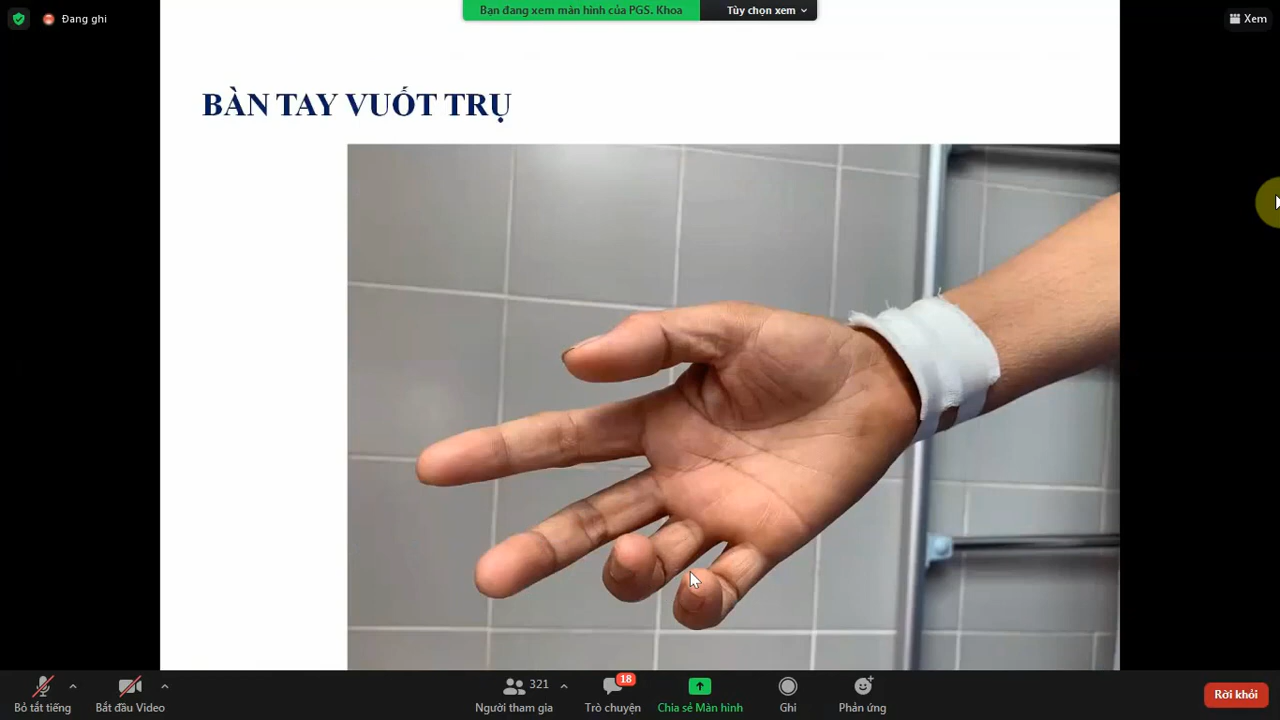 Đang ghi
Bạn đang xem màn hình của PGS. Khoa
Tùy chọn xem
Xem
BÀN TAY VUỐT TRỤ
Bỏ tắt tiếng
Bắt đầu Video
321
Người tham gia
18
Trò chuyện
Chia sẻ Màn hình
Ghi
Phản ứng
Rời khỏi